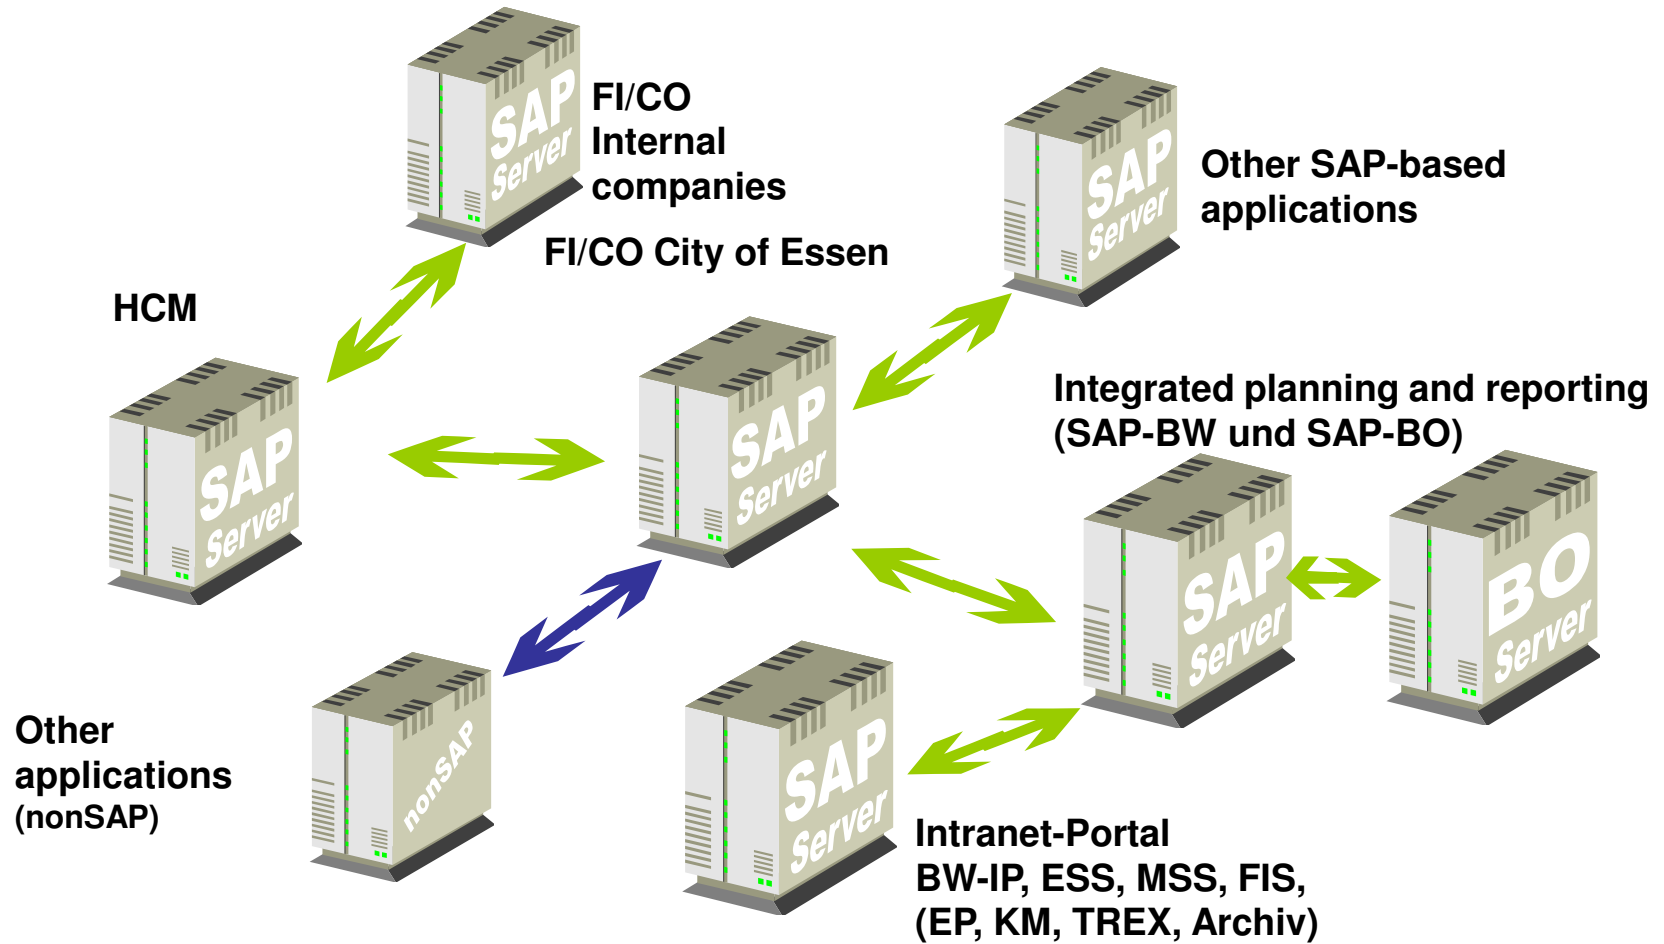 SAP
Server
FI/CO
Internal
companies
SAP
Server
Other SAP-based
applications
FI/CO City of Essen
HCM
SAP
Server
SAP
Server
Integrated planning and reporting
(SAP-BW und SAP-BO)
SAP
Server
BO
Server
Other
applications
(nonSAP)
nonSAP
SAP
Server
Intranet-Portal
BW-IP, ESS, MSS, FIS,
(EP, KM, TREX, Archiv)